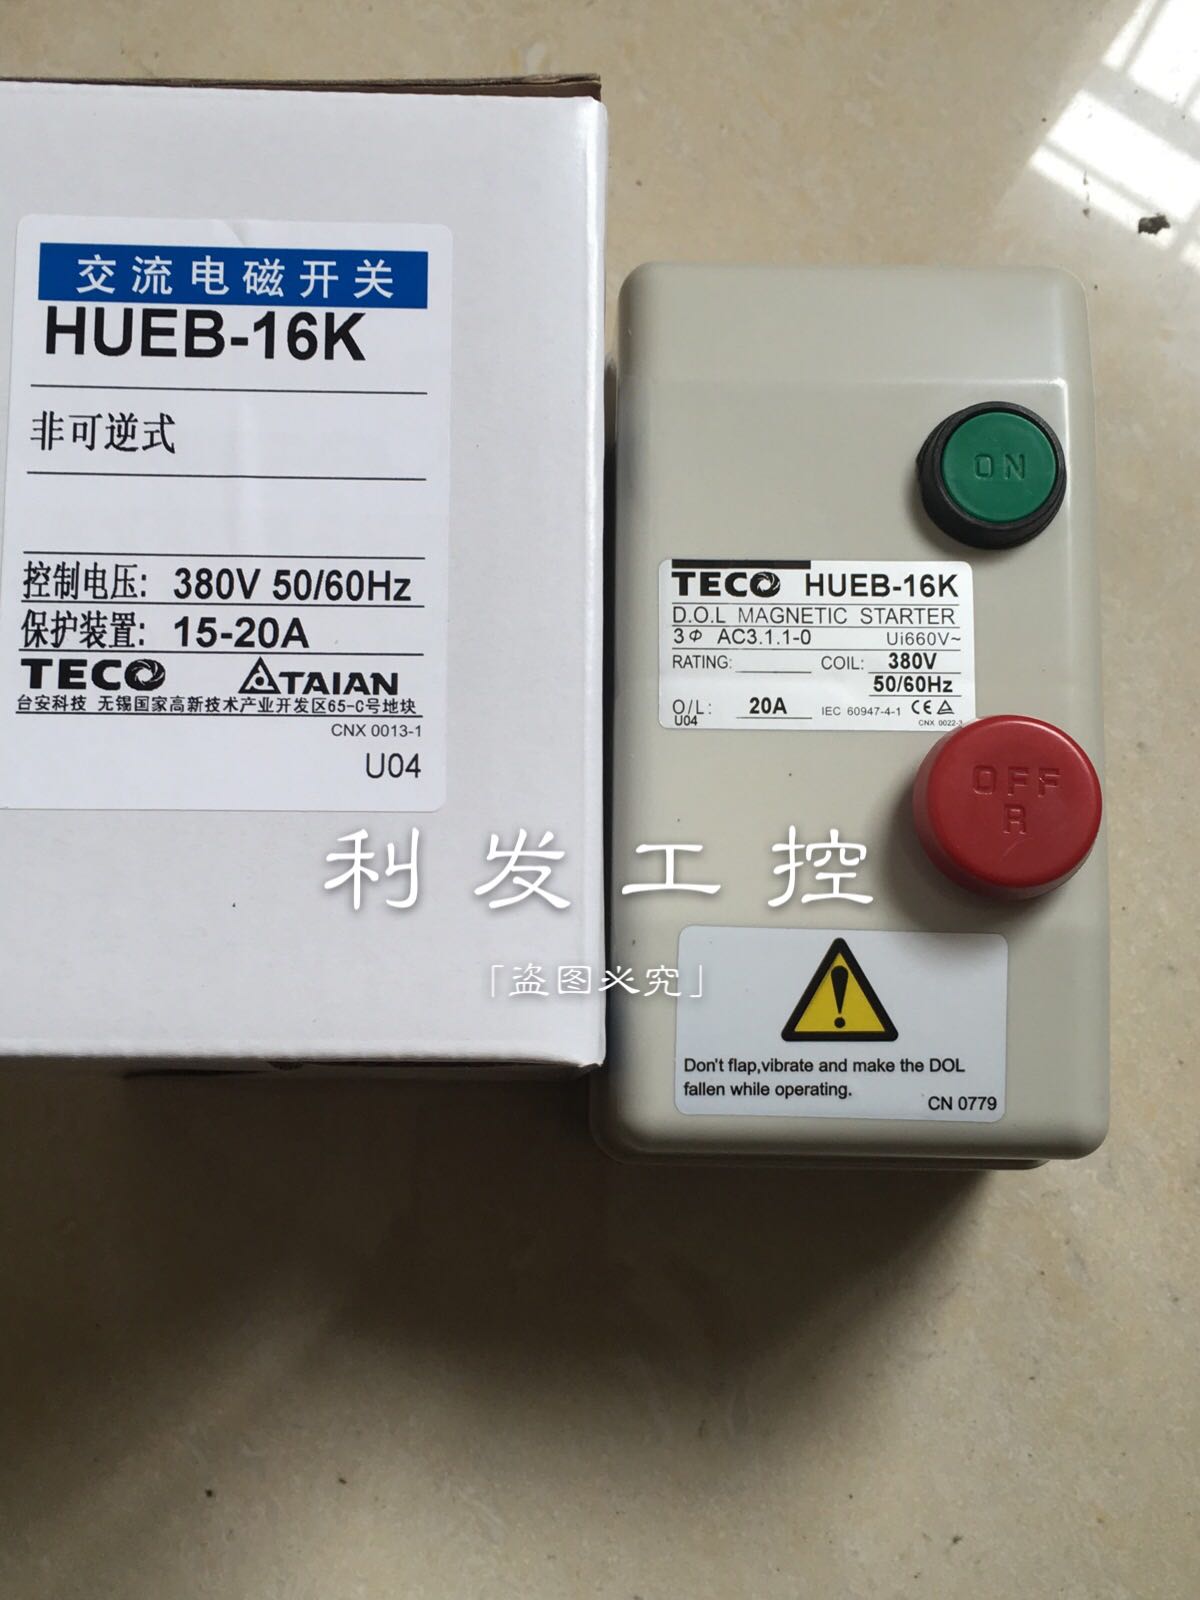 交流电磁开关
HUEB-16K
非可逆式
控制电压: 380V 50/60Hz
保护装置: 15-20A
TECO TAIAN
台安科技 无锡国家高新技术产业开发区65-C号地块
CNX 0013-1
U04
ON
TECO HUEB-16K
D.O.L MAGNETIC STARTER
3Φ AC3.1.1-0 Ui660V~
RATING: COIL: 380V
50/60Hz
O/L: 20A IEC 60947-4-1 CE
U04 CNX 0022-3
OFF
R
利发工控
「盗图必究」
Don't flap,vibrate and make the DOL
fallen while operating.
CN 0779